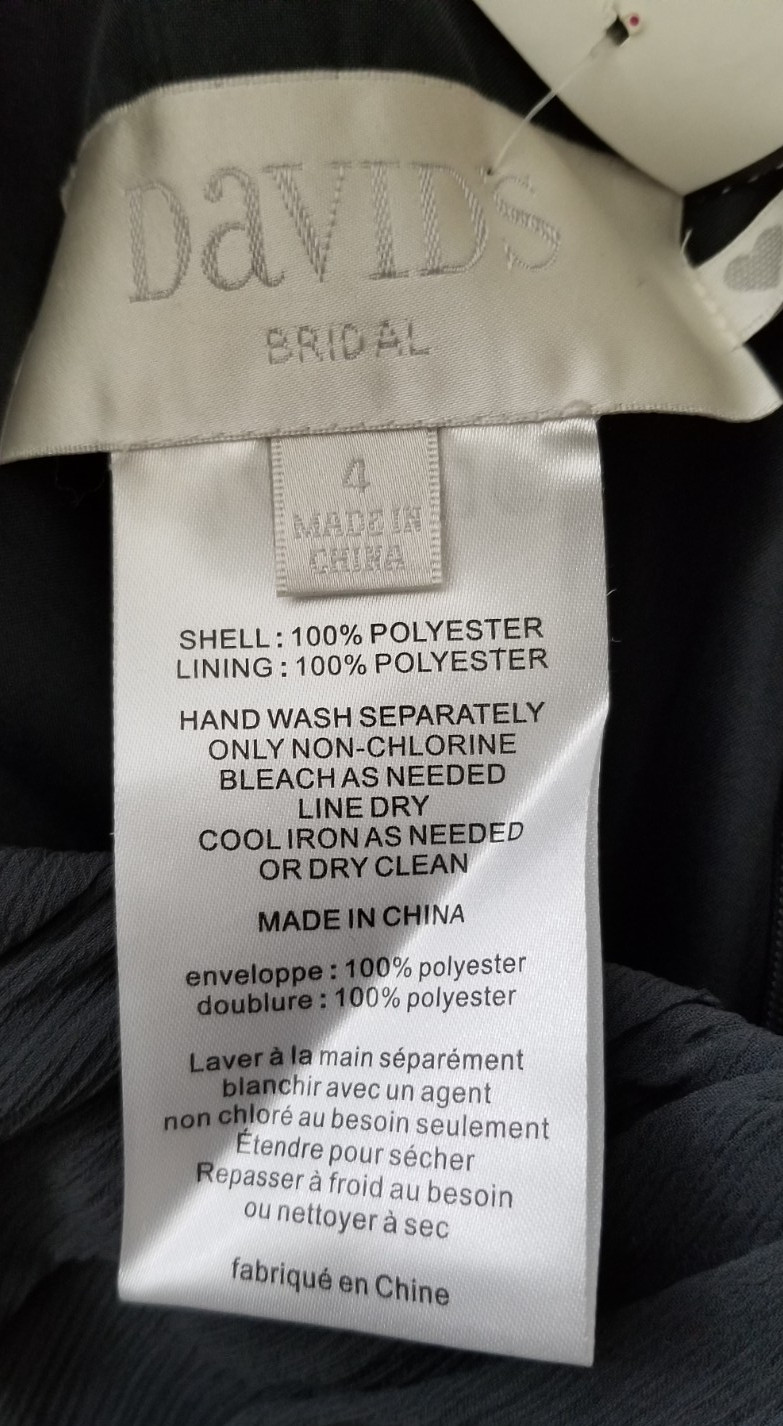 DaVIDS
BRIDAL
4
MADE IN
CHINA
SHELL : 100% POLYESTER
LINING : 100% POLYESTER
HAND WASH SEPARATELY
ONLY NON-CHLORINE
BLEACH AS NEEDED
LINE DRY
COOL IRON AS NEEDED
OR DRY CLEAN
MADE IN CHINA
enveloppe : 100% polyester
doublure : 100% polyester
Laver à la main séparément
blanchir avec un agent
non chloré au besoin seulement
Étendre pour sécher
Repasser à froid au besoin
ou nettoyer à sec
fabriqué en Chine